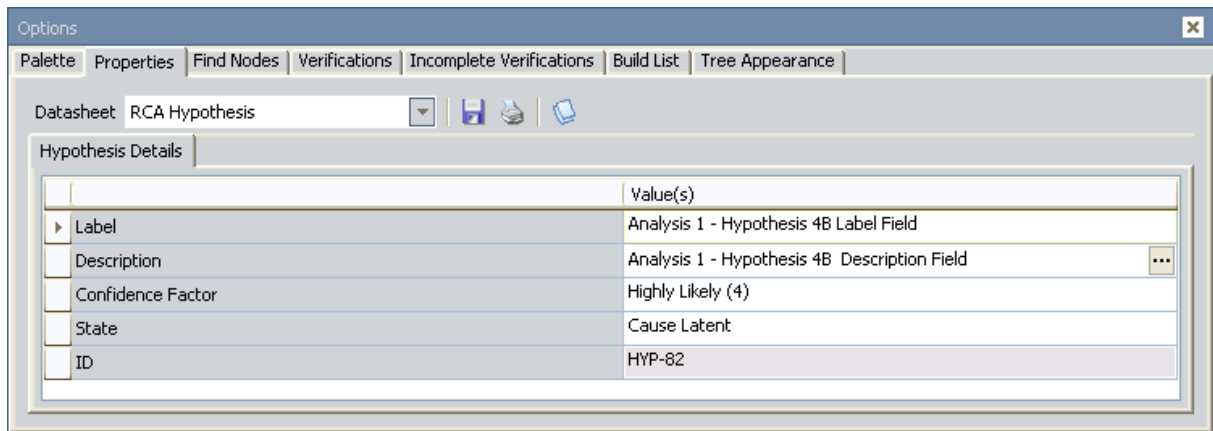 Options
Palette Properties Find Nodes Verifications Incomplete Verifications Build List Tree Appearance
Datasheet RCA Hypothesis
Hypothesis Details
Value(s)
Label Analysis 1 - Hypothesis 4B Label Field
Description Analysis 1 - Hypothesis 4B  Description Field ...
Confidence Factor Highly Likely (4)
State Cause Latent
ID HYP-82